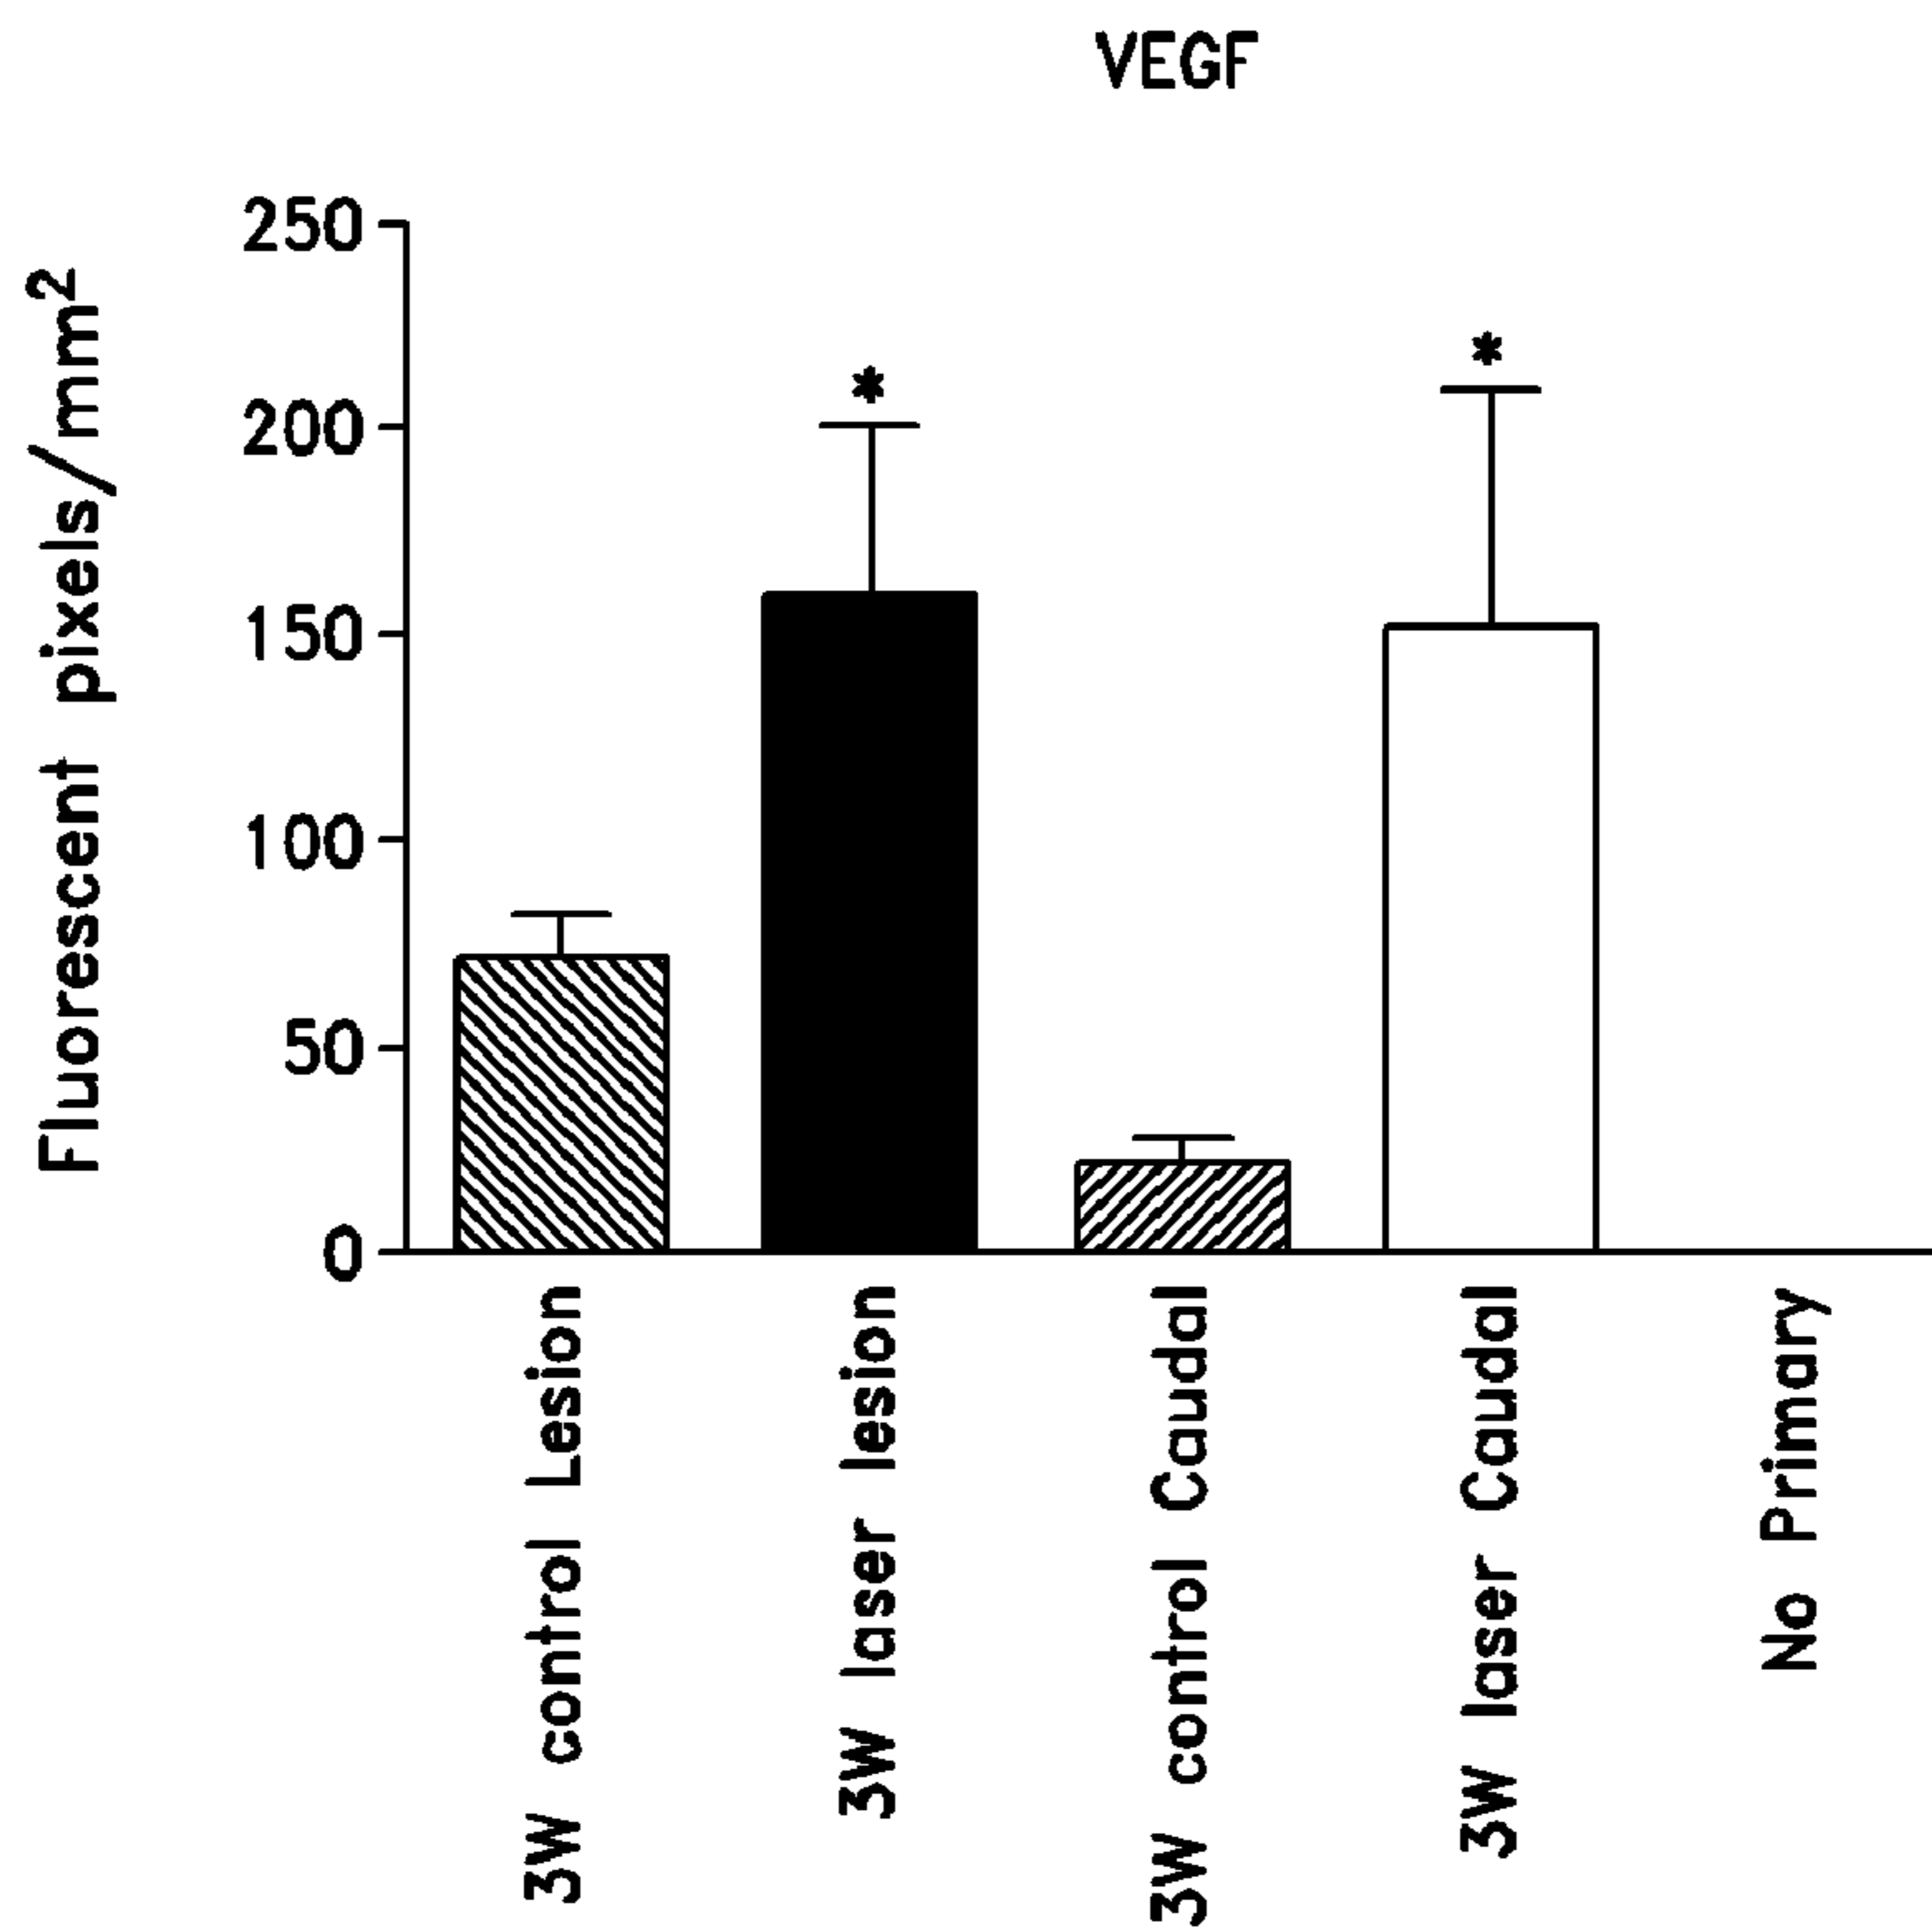 VEGF
Fluorescent pixels/mm²
250
200
150
100
50
0
*
*
3W control Lesion
3W laser lesion
3W control Caudal
3W laser Caudal
No Primary